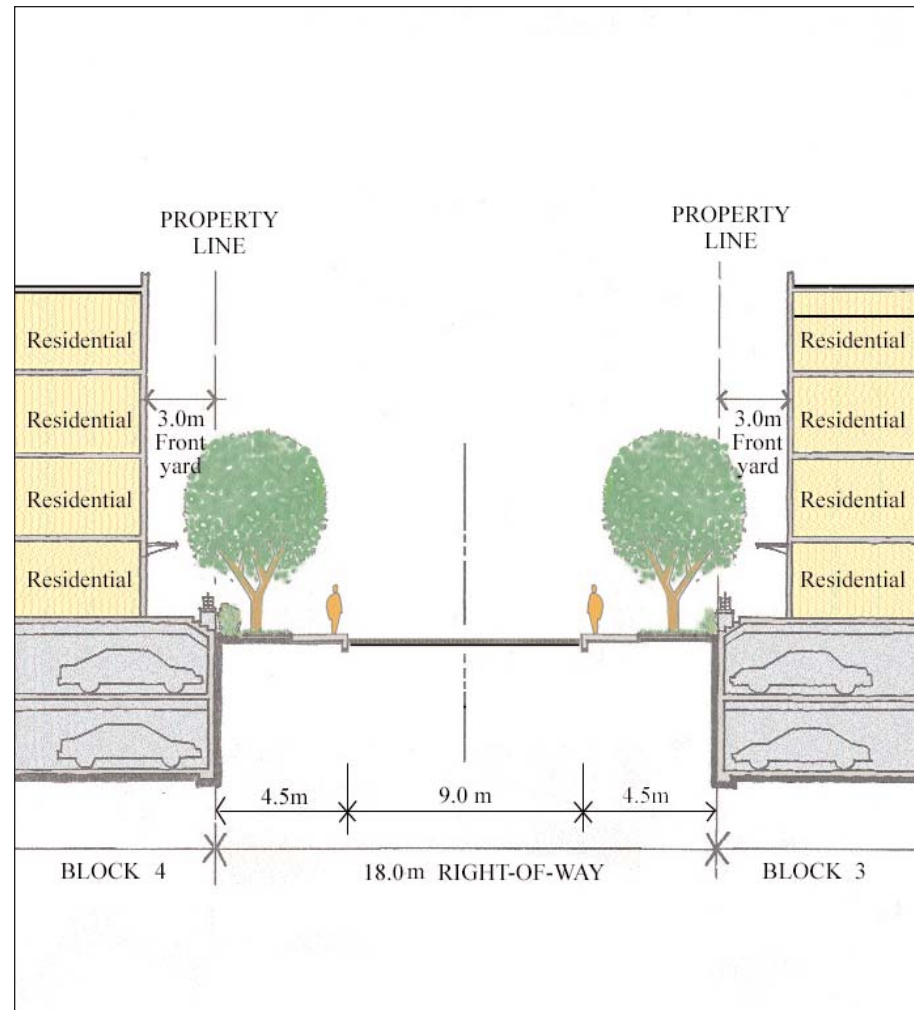 PROPERTY
LINE
PROPERTY
LINE
Residential
Residential
Residential
3.0m
Front
yard
Residential
3.0m
Front
yard
Residential
Residential
Residential
Residential
4.5m
9.0 m
4.5m
BLOCK 4
18.0m RIGHT-OF-WAY
BLOCK 3